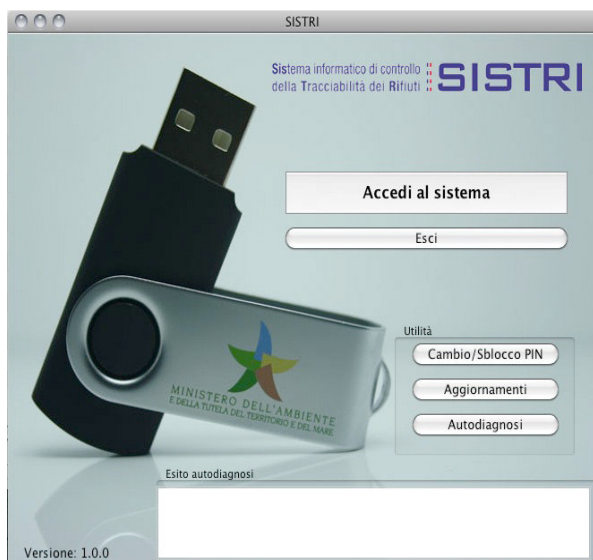 SISTRI
Sistema informatico di controllo
della Tracciabilità dei Rifiuti
SISTRI
Accedi al sistema
Esci
Utilità
Cambio/Sblocco PIN
Aggiornamenti
Autodiagnosi
MINISTERO DELL'AMBIENTE
E DELLA TUTELA DEL TERRITORIO E DEL MARE
Esito autodiagnosi
Versione: 1.0.0